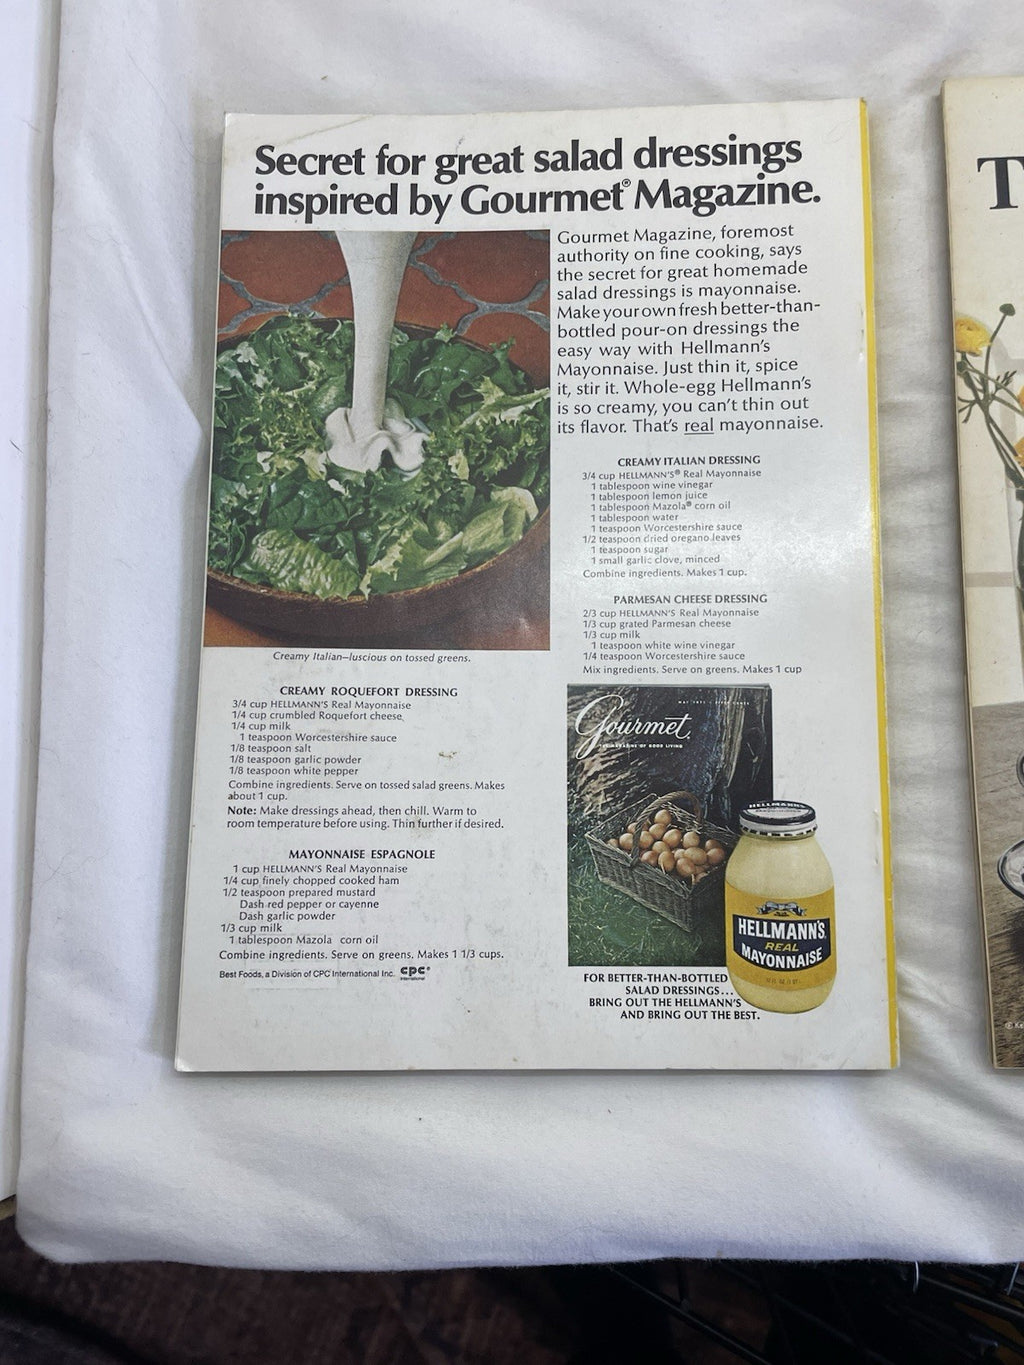 Secret for great salad dressings
inspired by Gourmet® Magazine.
Gourmet Magazine, foremost
authority on fine cooking, says
the secret for great homemade
salad dressings is mayonnaise.
Make your own fresh better-than-
bottled pour-on dressings the
easy way with Hellmann's
Mayonnaise. Just thin it, spice
it, stir it. Whole-egg Hellmann's
is so creamy, you can't thin out
its flavor. That's real mayonnaise.
CREAMY ITALIAN DRESSING
3/4 cup HELLMANN'S® Real Mayonnaise
1 tablespoon wine vinegar
1 tablespoon lemon juice
1 tablespoon Mazola® corn oil
1 tablespoon water
1 teaspoon Worcestershire sauce
1/2 teaspoon dried oregano leaves
1 teaspoon sugar
1 small garlic clove, minced
Combine ingredients. Makes 1 cup.
PARMESAN CHEESE DRESSING
2/3 cup HELLMANN'S Real Mayonnaise
1/3 cup grated Parmesan cheese
1/3 cup milk
1 teaspoon white wine vinegar
1/4 teaspoon Worcestershire sauce
Mix ingredients. Serve on greens. Makes 1 cup
Creamy Italian—luscious on tossed greens.
CREAMY ROQUEFORT DRESSING
3/4 cup HELLMANN'S Real Mayonnaise
1/4 cup crumbled Roquefort cheese
1/4 cup milk
1 teaspoon Worcestershire sauce
1/8 teaspoon salt
1/8 teaspoon garlic powder
1/8 teaspoon white pepper
Combine ingredients. Serve on tossed salad greens. Makes
about 1 cup.
Note: Make dressings ahead, then chill. Warm to
room temperature before using. Thin further if desired.
MAYONNAISE ESPAGNOLE
1 cup HELLMANN'S Real Mayonnaise
1/4 cup finely chopped cooked ham
1/2 teaspoon prepared mustard
Dash red pepper or cayenne
Dash garlic powder
1/3 cup milk
1 tablespoon Mazola corn oil
Combine ingredients. Serve on greens. Makes 1 1/3 cups.
Best Foods, a Division of CPC International Inc. cpc®
international
Gourmet
THE MAGAZINE OF GOOD LIVING
HELLMANN'S
HELLMANN'S
REAL
MAYONNAISE
FOR BETTER-THAN-BOTTLED
SALAD DRESSINGS...
BRING OUT THE HELLMANN'S
AND BRING OUT THE BEST.
T